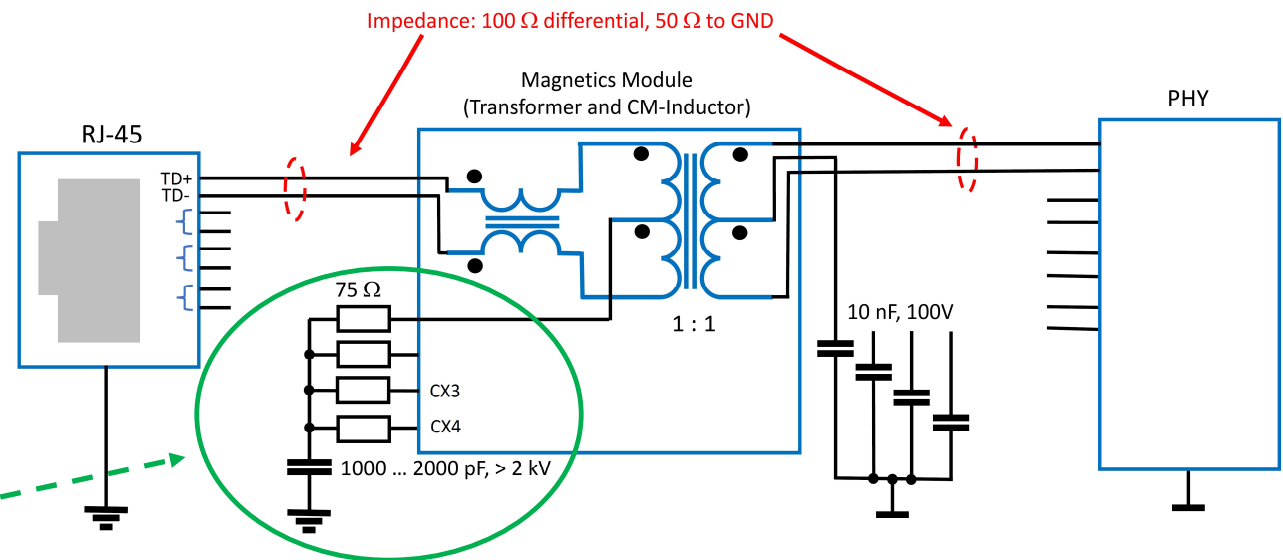 Impedance: 100 Ω differential, 50 Ω to GND
Magnetics Module
(Transformer and CM-Inductor)
PHY
RJ-45
TD+
TD-
75 Ω
1 : 1
10 nF, 100V
CX3
CX4
1000 ... 2000 pF, > 2 kV